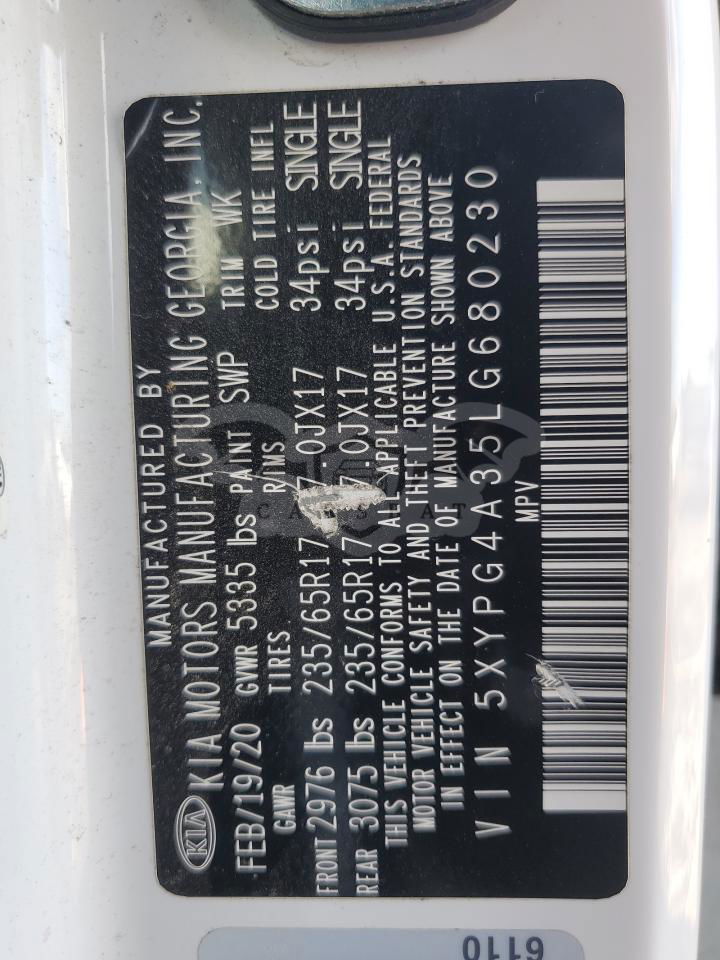 MANUFACTURED BY
KIA KIA MOTORS MANUFACTURING GEORGIA, INC.
FEB/19/20 GVWR 5335 lbs PAINT SWP TRIM WK
GAWR TIRES RIMS COLD TIRE INFL
FRONT 2976 lbs 235/65R17 7.0JX17 34psi SINGLE
REAR 3075 lbs 235/65R17 7.0JX17 34psi SINGLE
THIS VEHICLE CONFORMS TO ALL APPLICABLE U.S.A. FEDERAL
MOTOR VEHICLE SAFETY AND THEFT PREVENTION STANDARDS
IN EFFECT ON THE DATE OF MANUFACTURE SHOWN ABOVE
VIN 5XYPG4A35LG680230
MPV
6110